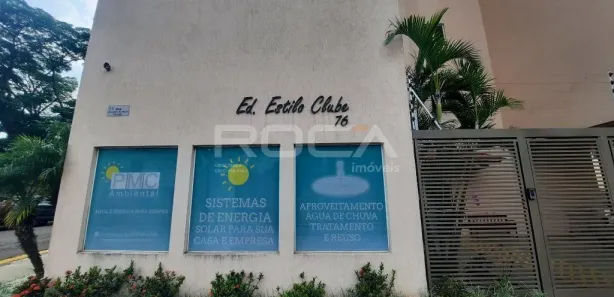 Ed. Estilo Clube
76
ROCA
imóveis
PMC
Ambiental
SISTEMAS
DE ENERGIA
SOLAR PARA SUA
CASA E EMPRESA
APROVEITAMENTO
ÁGUA DE CHUVA
TRATAMENTO
E REUSO